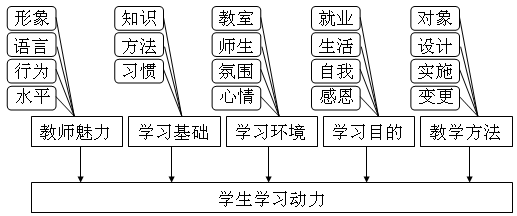 形象 知识 教室 就业 对象
语言 方法 师生 生活 设计
行为 习惯 氛围 自我 实施
水平 心情 感恩 变更
教师魅力 学习基础 学习环境 学习目的 教学方法
学生学习动力